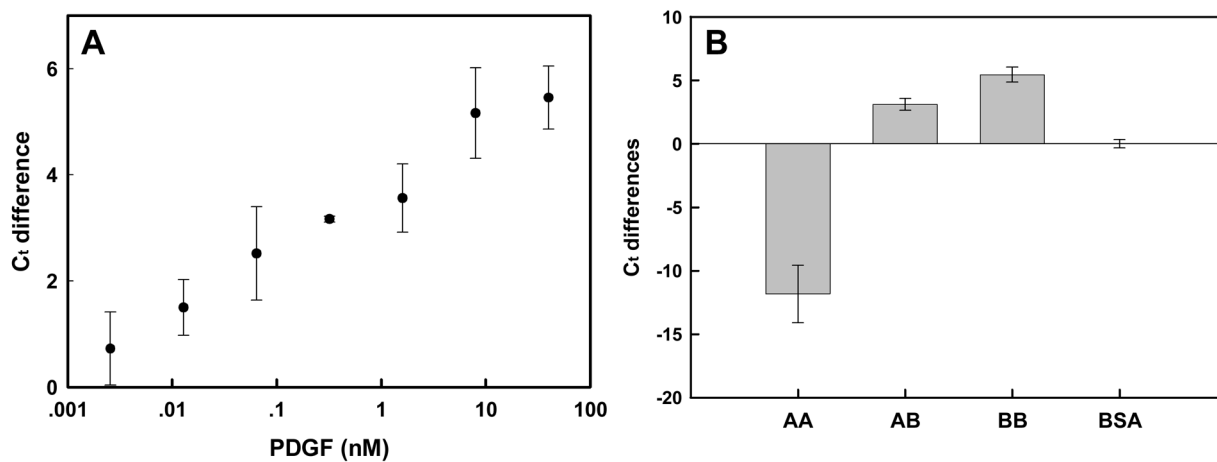 A
6
4
2
0
Ct difference
.001 .01 .1 1 10 100
PDGF (nM)
B
10
5
0
-5
-10
-15
-20
Ct differences
AA AB BB BSA